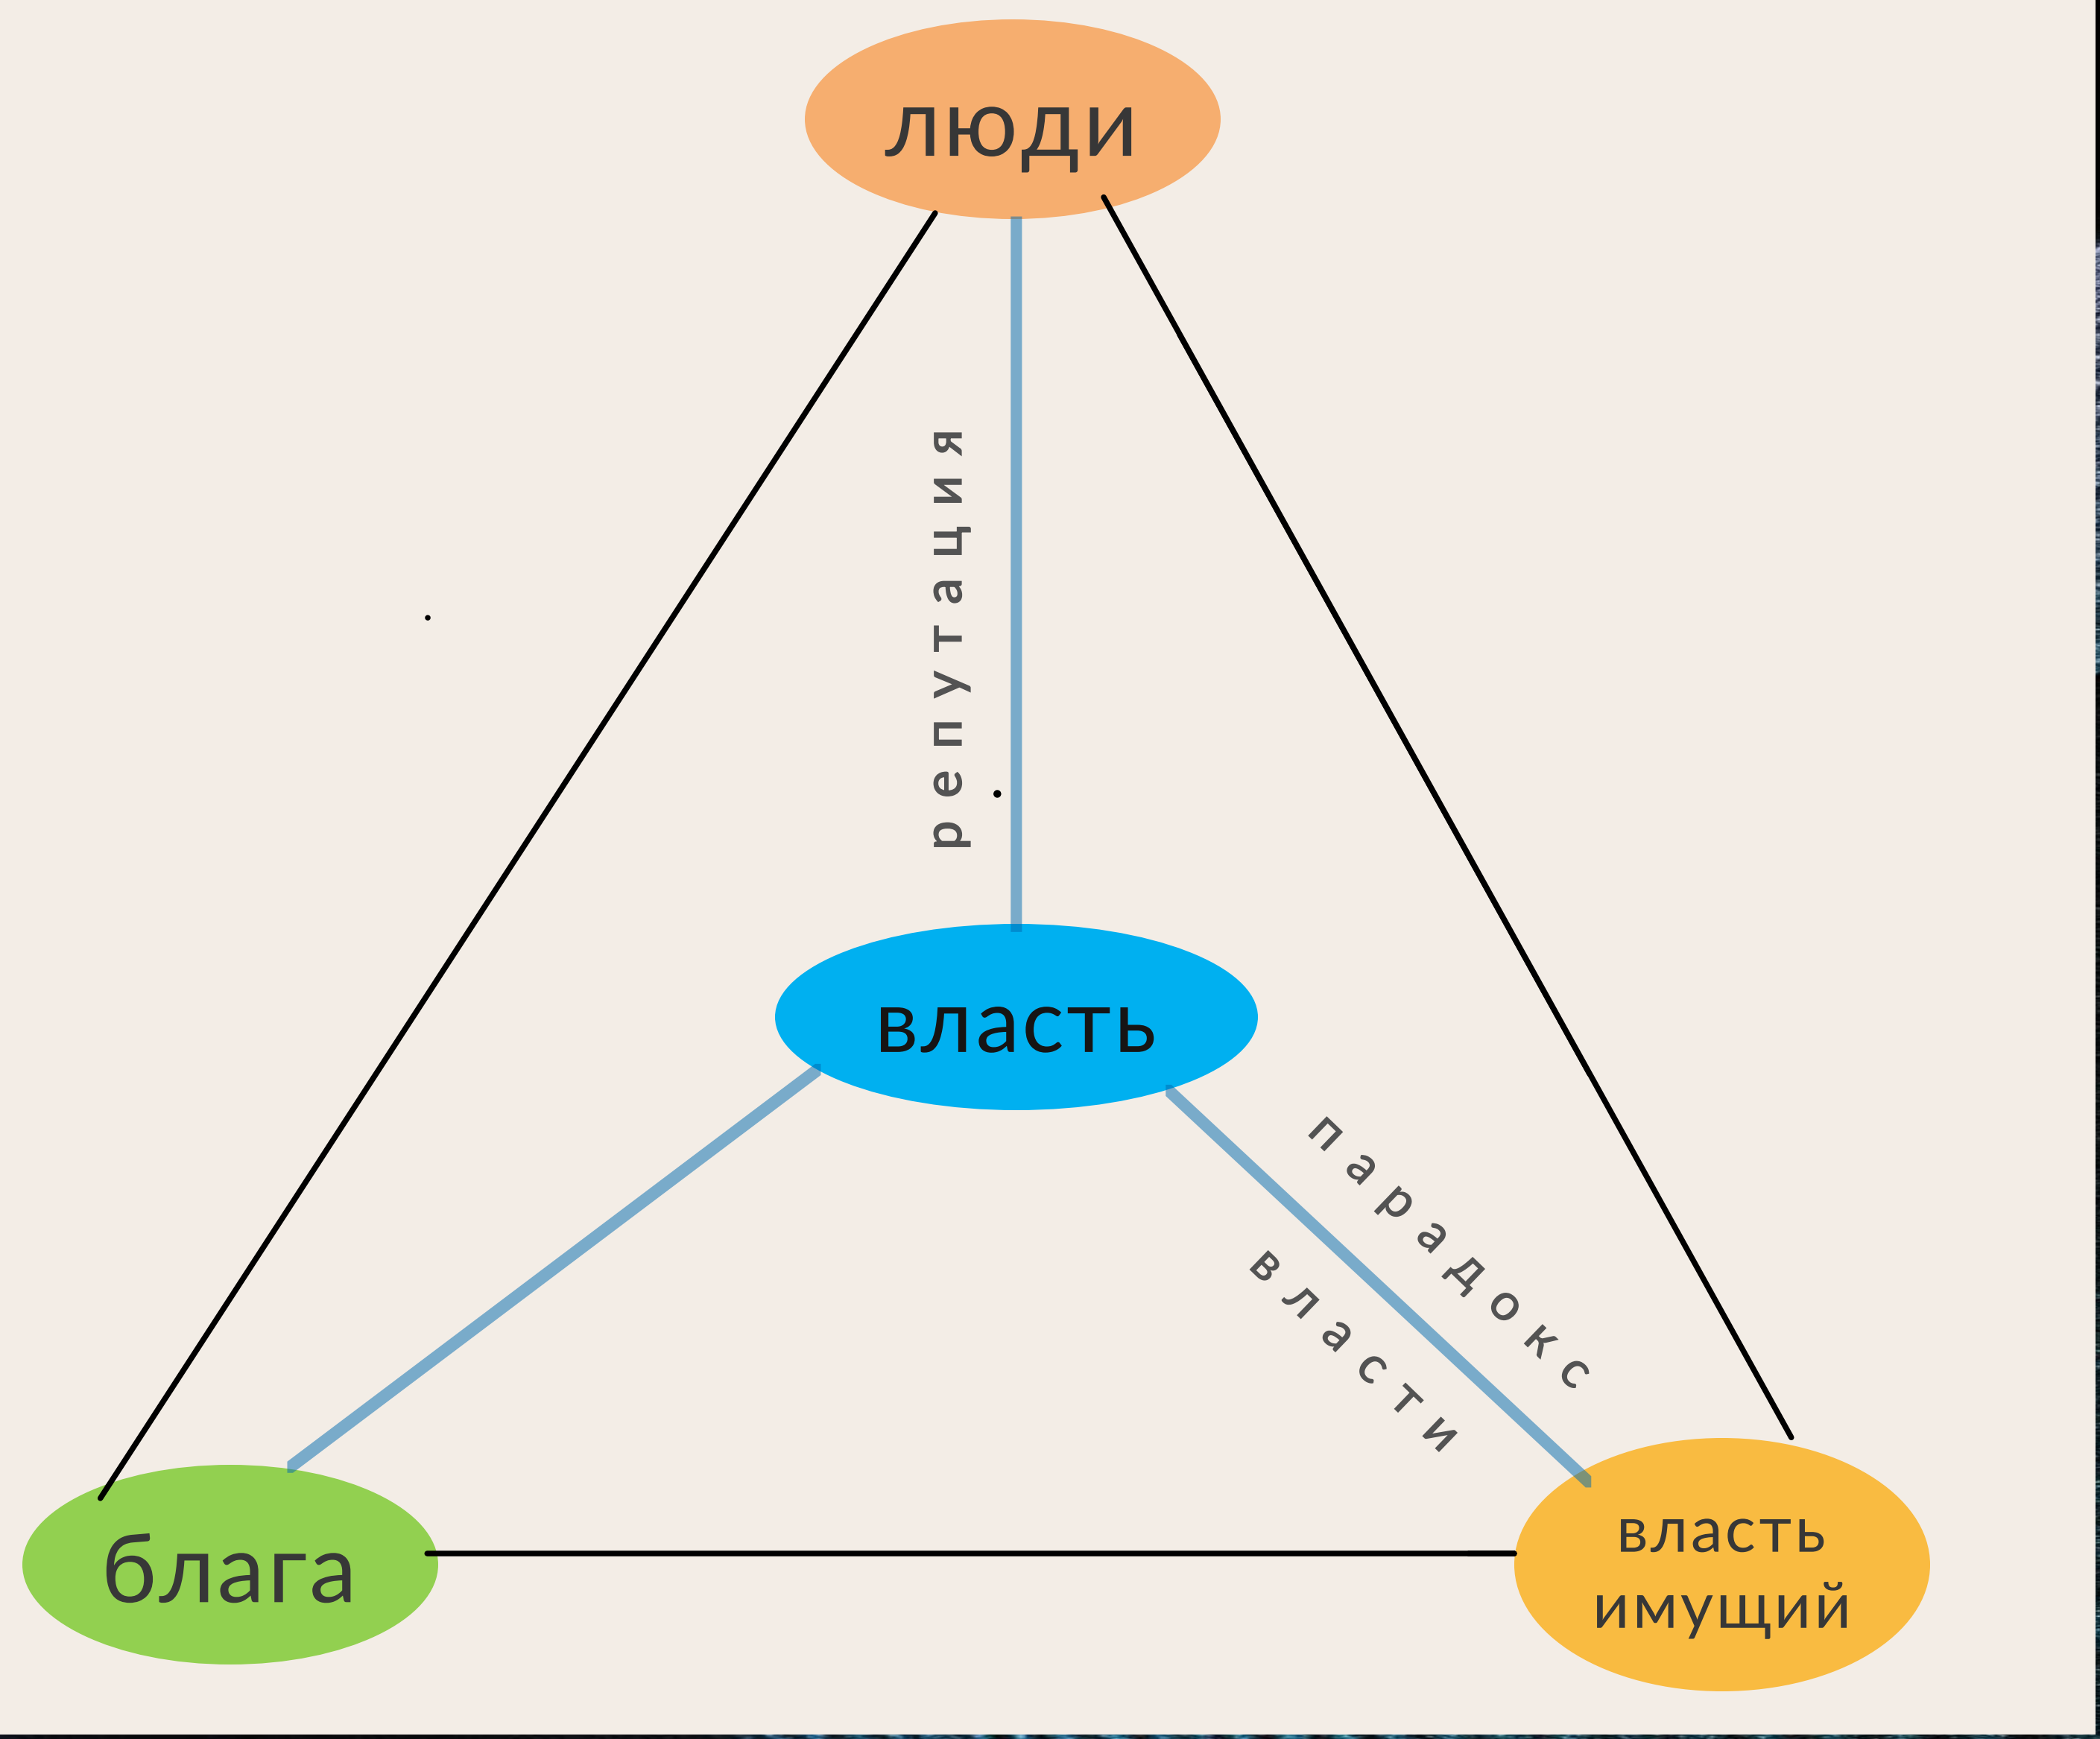 люди
репутация
власть
парадокс
власти
блага
власть
имущий